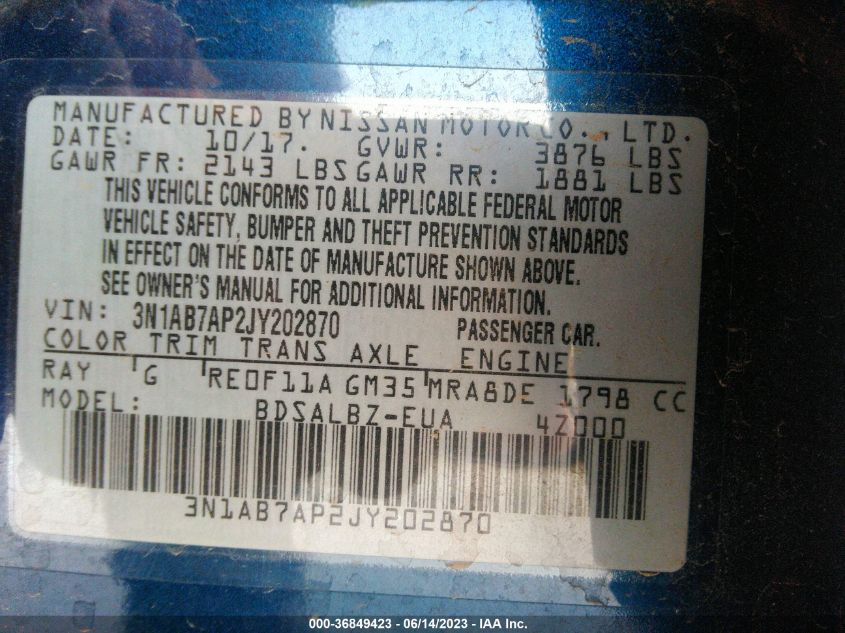 MANUFACTURED BY NISSAN MOTOR CO., LTD.
DATE: 10/17. GVWR: 3876 LBS
GAWR FR: 2143 LBS GAWR RR: 1881 LBS
THIS VEHICLE CONFORMS TO ALL APPLICABLE FEDERAL MOTOR
VEHICLE SAFETY, BUMPER AND THEFT PREVENTION STANDARDS
IN EFFECT ON THE DATE OF MANUFACTURE SHOWN ABOVE.
SEE OWNER'S MANUAL FOR ADDITIONAL INFORMATION.
VIN: 3N1AB7AP2JY202870 PASSENGER CAR.
COLOR TRIM TRANS AXLE ENGINE
RAY G RE0F11A GM35 MRA8DE 1798 CC
MODEL: BDSALBZ-EUA 4Z000
3N1AB7AP2JY202870
000-36849423 - 06/14/2023 - IAA Inc.